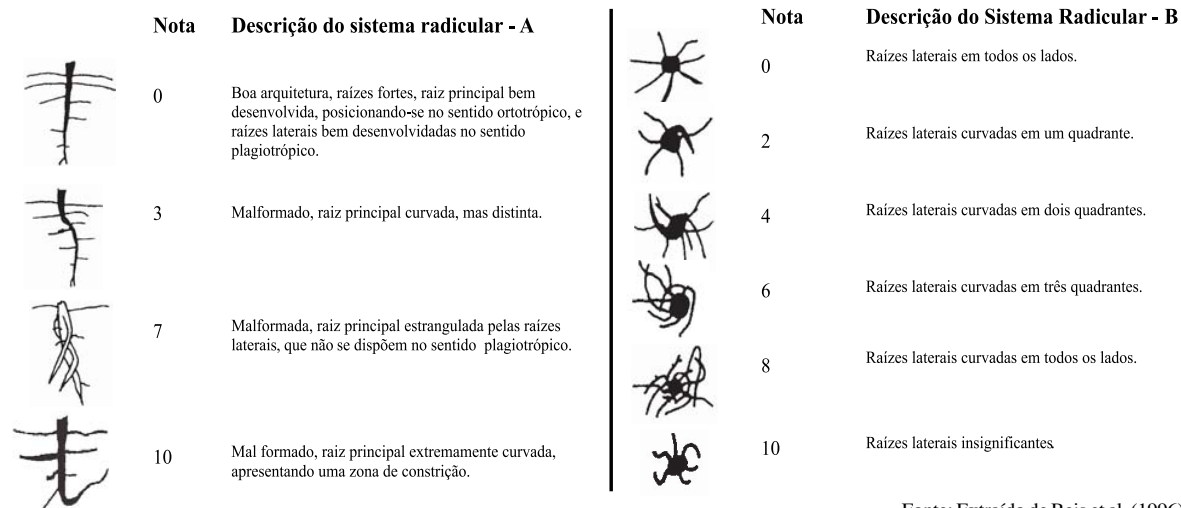 Nota Descrição do sistema radicular - A
0 Boa arquitetura, raízes fortes, raiz principal bem
desenvolvida, posicionando-se no sentido ortotrópico, e
raízes laterais bem desenvolvidadas no sentido
plagiotrópico.
3 Malformado, raiz principal curvada, mas distinta.
7 Malformada, raiz principal estrangulada pelas raízes
laterais, que não se dispõem no sentido plagiotrópico.
10 Mal formado, raiz principal extremamente curvada,
apresentando uma zona de constrição.
Nota Descrição do Sistema Radicular - B
0 Raízes laterais em todos os lados.
2 Raízes laterais curvadas em um quadrante.
4 Raízes laterais curvadas em dois quadrantes.
6 Raízes laterais curvadas em três quadrantes.
8 Raízes laterais curvadas em todos os lados.
10 Raízes laterais insignificantes.